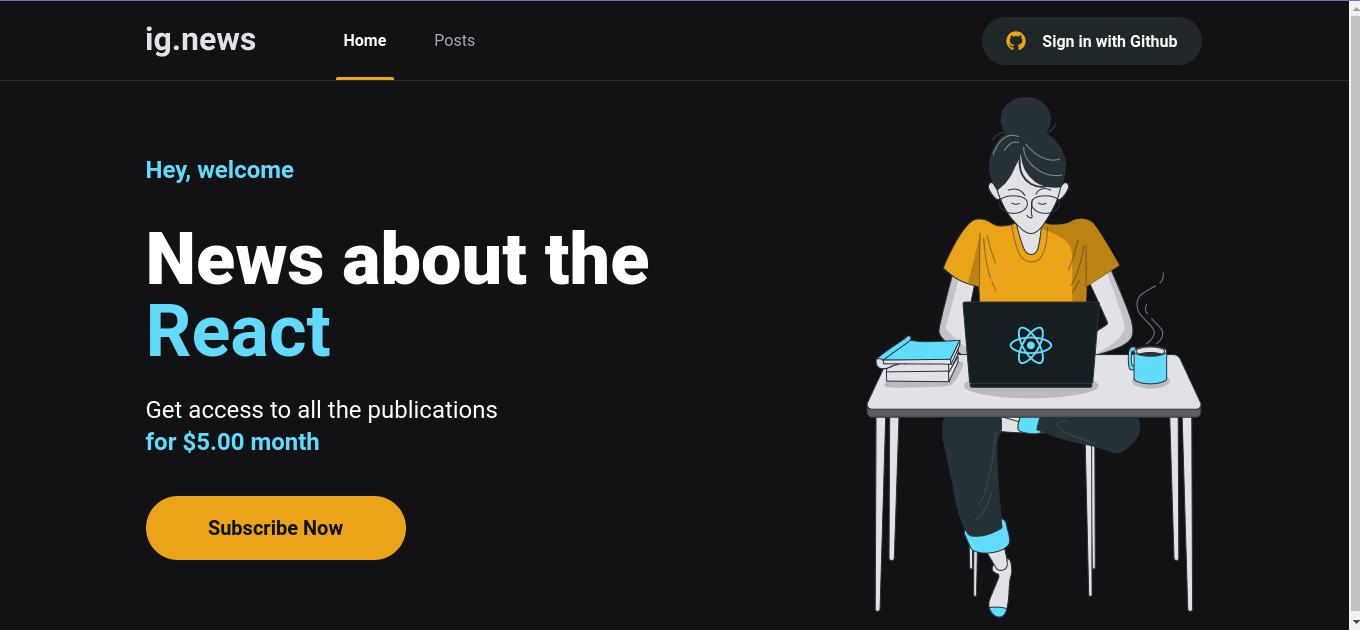 ig.news
Home
Posts
Sign in with Github
Hey, welcome
News about the
React
Get access to all the publications
for $5.00 month
Subscribe Now